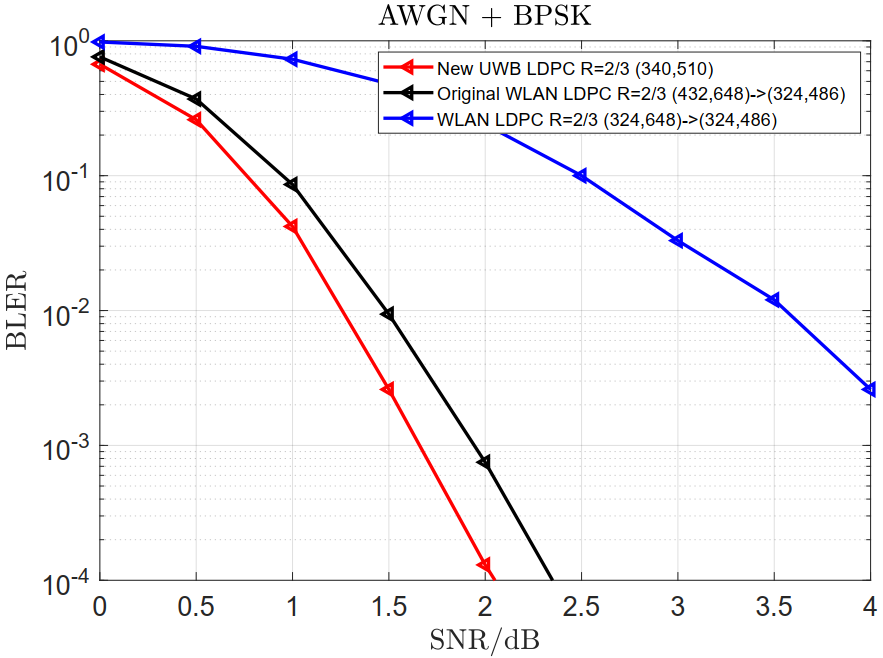 AWGN + BPSK
10^0
10^-1
10^-2
10^-3
10^-4
BLER
New UWB LDPC R=2/3 (340,510)
Original WLAN LDPC R=2/3 (432,648)->(324,486)
WLAN LDPC R=2/3 (324,648)->(324,486)
0 0.5 1 1.5 2 2.5 3 3.5 4
SNR/dB